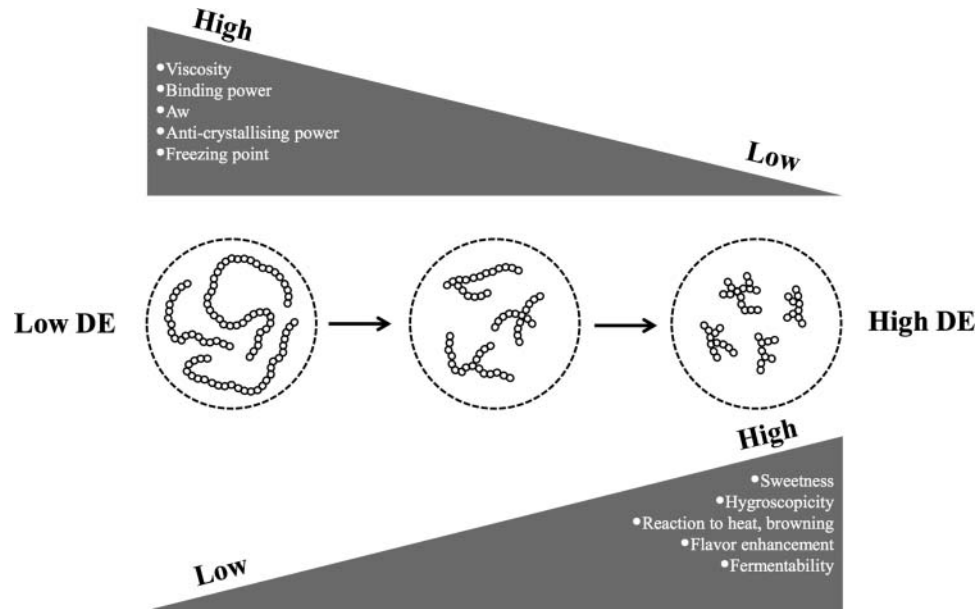 High
•Viscosity
•Binding power
•Aw
•Anti-crystallising power
•Freezing point
Low
Low DE
High DE
High
•Sweetness
•Hygroscopicity
•Reaction to heat, browning
•Flavor enhancement
•Fermentability
Low